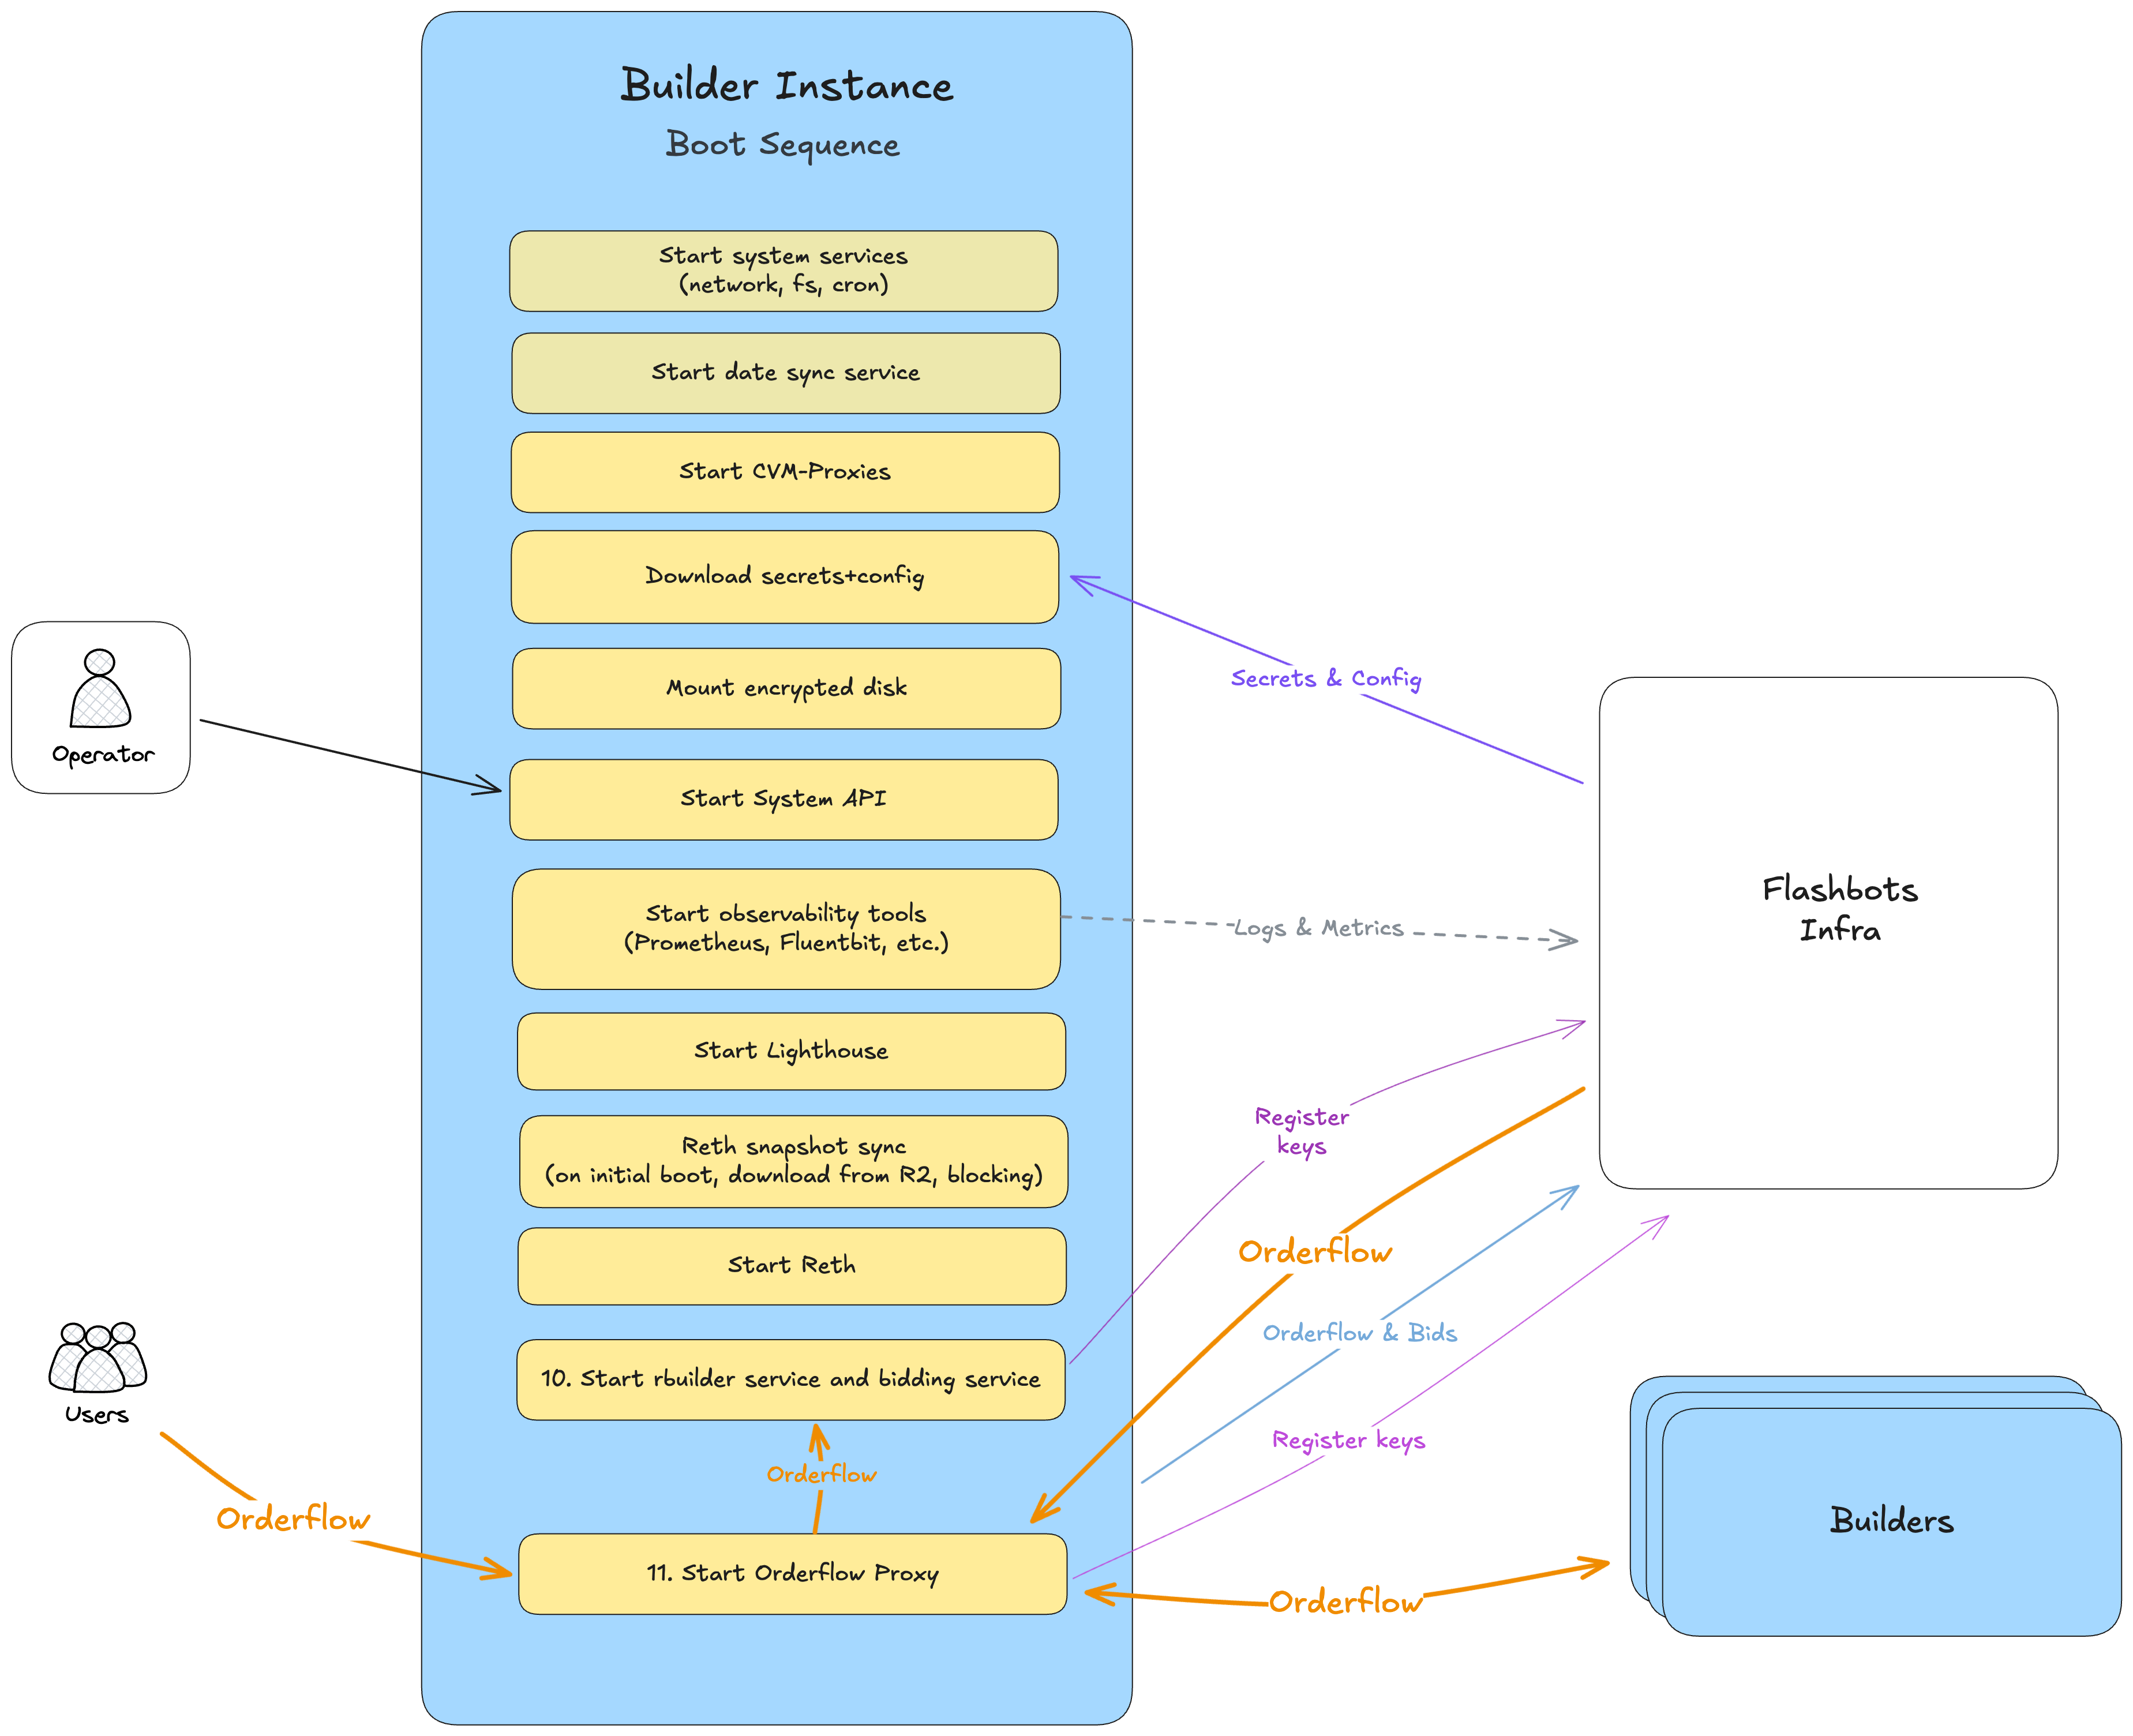 Builder Instance
Boot Sequence
Start system services
(network, fs, cron)
Start date sync service
Start CVM-Proxies
Download secrets+config
Mount encrypted disk
Start System API
Start observability tools
(Prometheus, Fluentbit, etc.)
Start Lighthouse
Reth snapshot sync
(on initial boot, download from R2, blocking)
Start Reth
10. Start rbuilder service and bidding service
Orderflow
11. Start Orderflow Proxy
Operator
Users
Orderflow
Secrets & Config
Logs & Metrics
Register
keys
Orderflow
Orderflow & Bids
Register keys
Orderflow
Flashbots
Infra
Builders